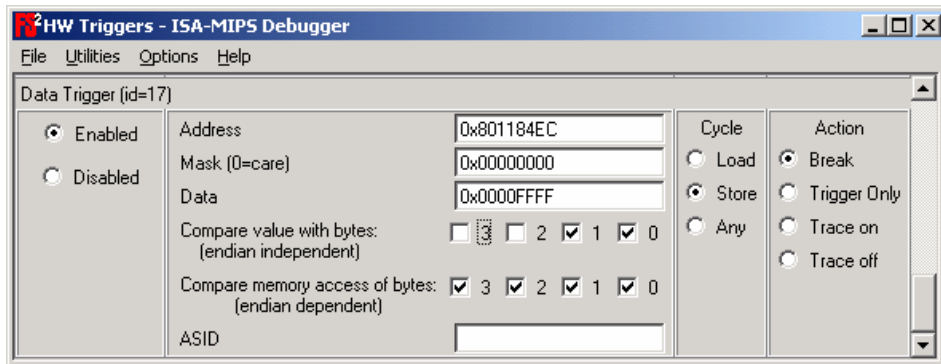 FS2 HW Triggers - ISA-MIPS Debugger
File Utilities Options Help
Data Trigger (id=17)
Enabled
Disabled
Address 0x801184EC
Mask (0=care) 0x00000000
Data 0x0000FFFF
Compare value with bytes: 3 2 1 0
(endian independent)
Compare memory access of bytes: 3 2 1 0
(endian dependent)
ASID
Cycle
Load
Store
Any
Action
Break
Trigger Only
Trace on
Trace off